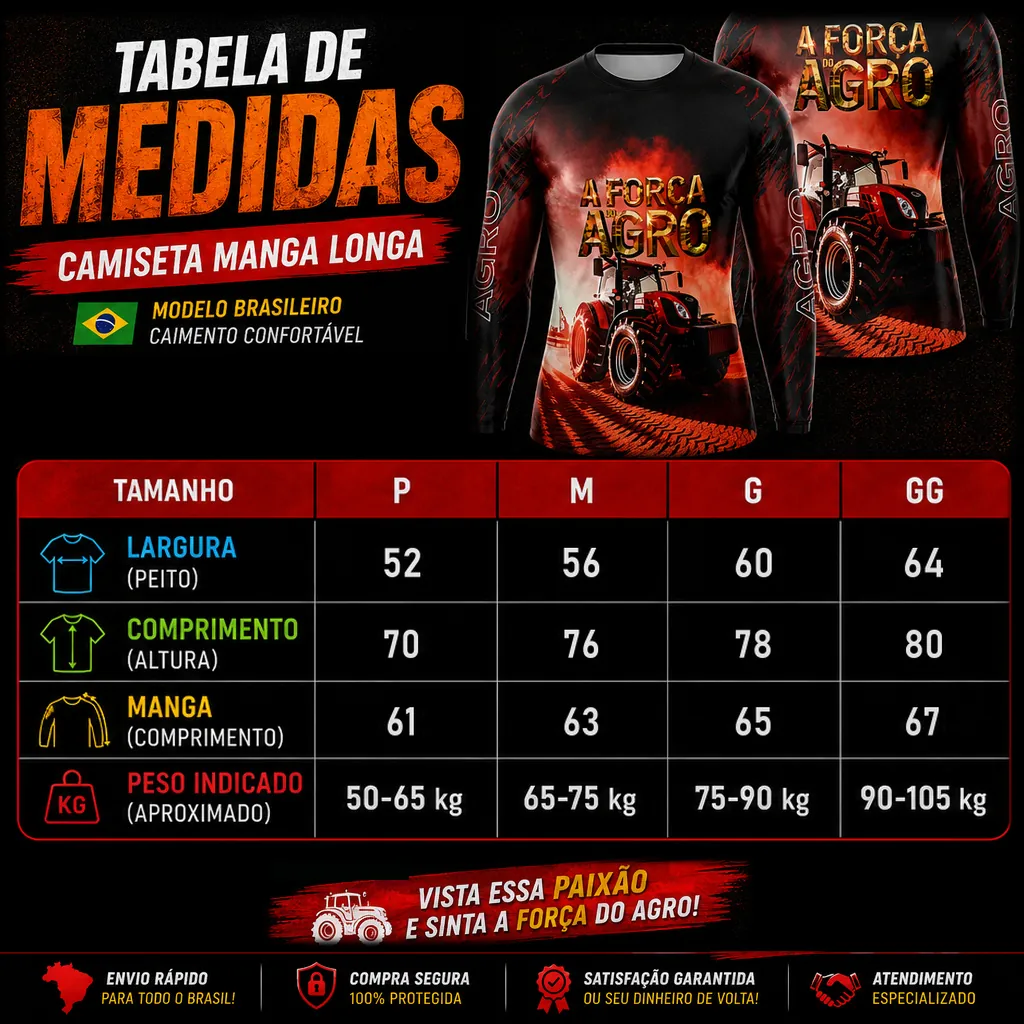 TABELA DE
MEDIDAS
CAMISETA MANGA LONGA
MODELO BRASILEIRO
CAIMENTO CONFORTÁVEL
A FORÇA
DO
AGRO
AGRO
AGRO
A FORÇA
DO
AGRO
AGRO
TAMANHO P M G GG
LARGURA
(PEITO) 52 56 60 64
COMPRIMENTO
(ALTURA) 70 76 78 80
MANGA
(COMPRIMENTO) 61 63 65 67
KG PESO INDICADO
(APROXIMADO) 50-65 kg 65-75 kg 75-90 kg 90-105 kg
VISTA ESSA PAIXÃO
E SINTA A FORÇA DO AGRO!
ENVIO RÁPIDO
PARA TODO O BRASIL!
COMPRA SEGURA
100% PROTEGIDA
SATISFAÇÃO GARANTIDA
OU SEU DINHEIRO DE VOLTA!
ATENDIMENTO
ESPECIALIZADO